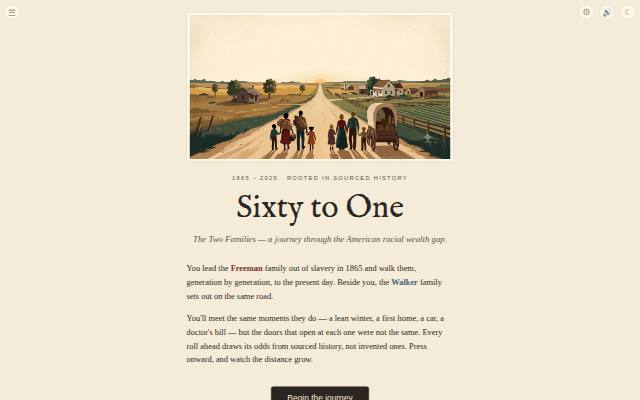 1865 – 2025 · ROOTED IN SOURCED HISTORY
Sixty to One
The Two Families — a journey through the American racial wealth gap.
You lead the Freeman family out of slavery in 1865 and walk them,
generation by generation, to the present day. Beside you, the Walker family
sets out on the same road.
You'll meet the same moments they do — a lean winter, a first home, a car, a
doctor's bill — but the doors that open at each one were not the same. Every
roll ahead draws its odds from sourced history, not invented ones. Press
onward, and watch the distance grow.
Begin the journey